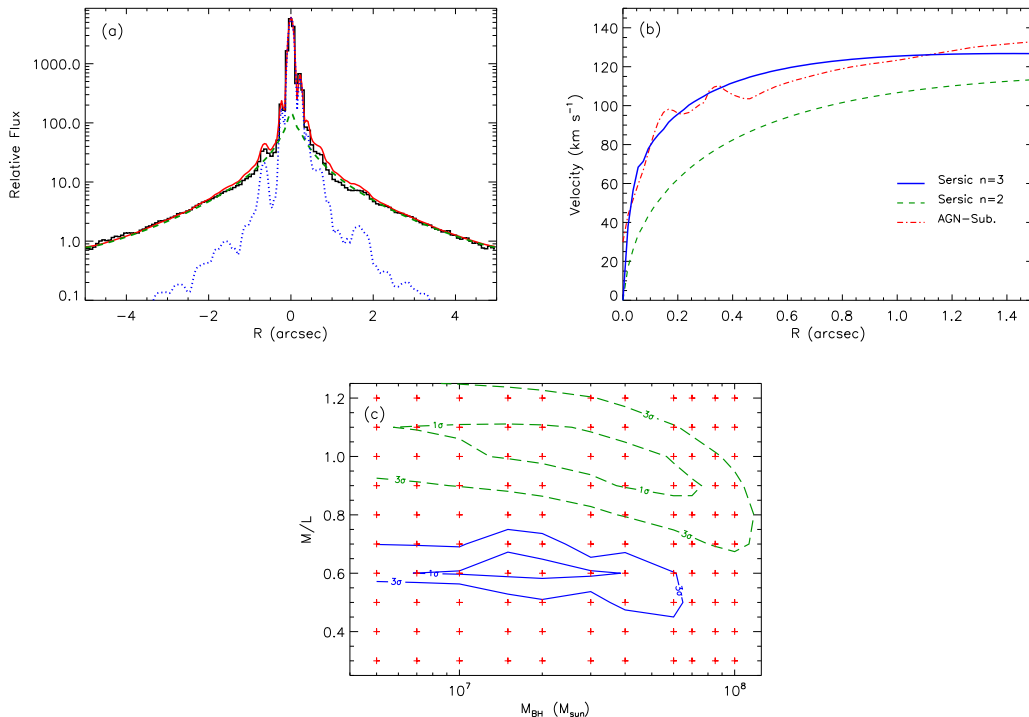 (a)
Relative Flux
1000.0
100.0
10.0
1.0
0.1
−4
−2
0
2
4
R (arcsec)
(b)
Velocity (km s⁻¹)
140
120
100
80
60
40
20
0
0.0
0.2
0.4
0.6
0.8
1.0
1.2
1.4
R (arcsec)
Sersic n=3
Sersic n=2
AGN−Sub.
(c)
M/L
1.2
1.0
0.8
0.6
0.4
3σ
1σ
1σ
3σ
3σ
1σ
3σ
3σ
10⁷
10⁸
M_BH (M_sun)